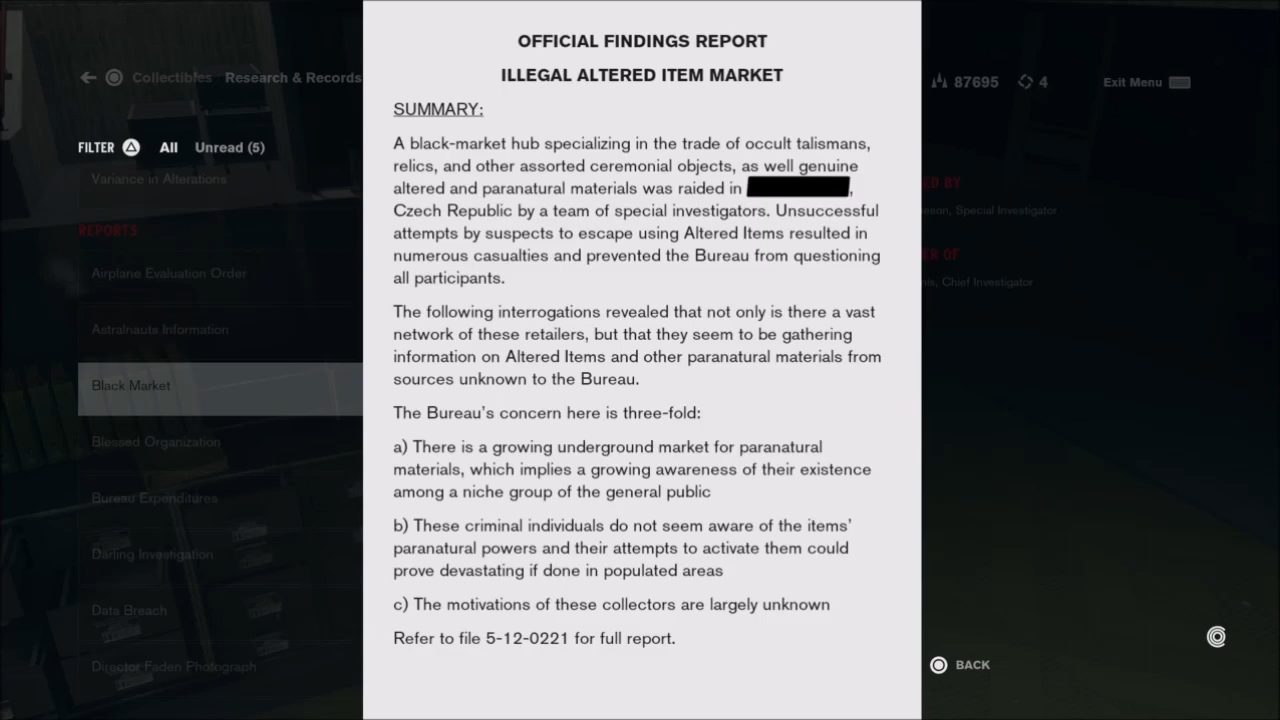 OFFICIAL FINDINGS REPORT
ILLEGAL ALTERED ITEM MARKET
Collectibles Research & Records
87695 4 Exit Menu
SUMMARY:
FILTER All Unread (5)
A black-market hub specializing in the trade of occult talismans,
relics, and other assorted ceremonial objects, as well genuine
altered and paranatural materials was raided in ,
Czech Republic by a team of special investigators. Unsuccessful
attempts by suspects to escape using Altered Items resulted in
numerous casualties and prevented the Bureau from questioning
all participants.
The following interrogations revealed that not only is there a vast
network of these retailers, but that they seem to be gathering
information on Altered Items and other paranatural materials from
sources unknown to the Bureau.
The Bureau's concern here is three-fold:
a) There is a growing underground market for paranatural
materials, which implies a growing awareness of their existence
among a niche group of the general public
b) These criminal individuals do not seem aware of the items'
paranatural powers and their attempts to activate them could
prove devastating if done in populated areas
c) The motivations of these collectors are largely unknown
Refer to file 5-12-0221 for full report.
Variance in Alterations
REPORTS
Airplane Evaluation Order
Astralnauts Information
Black Market
Blessed Organization
Bureau Expenditures
Darling Investigation
Data Breach
Director Faden Photograph
ED BY
eson, Special Investigator
ER OF
nis, Chief Investigator
BACK